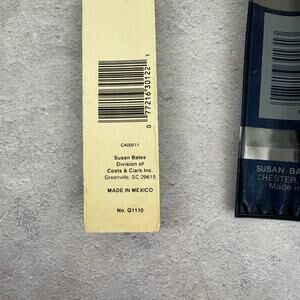 0 77216 30122 1
CA00011
Susan Bates
Division of
Coats & Clark Inc.
Greenville, SC 29615
MADE IN MEXICO
No. Q1110
SUSAN BA
CHESTER
Made in